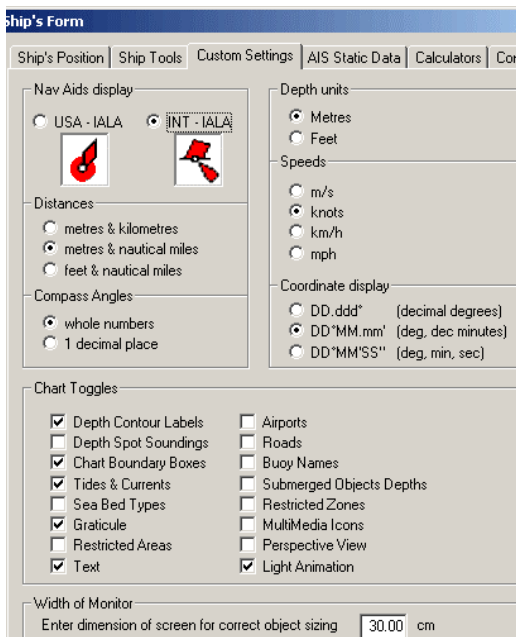 Ship's Form
Ship's Position Ship Tools Custom Settings AIS Static Data Calculators
Nav Aids display
USA - IALA INT - IALA
Distances
metres & kilometres
metres & nautical miles
feet & nautical miles
Compass Angles
whole numbers
1 decimal place
Depth units
Metres
Feet
Speeds
m/s
knots
km/h
mph
Coordinate display
DD.ddd* (decimal degrees)
DD*MM.mm' (deg, dec minutes)
DD*MM'SS" (deg, min, sec)
Chart Toggles
Depth Contour Labels
Depth Spot Soundings
Chart Boundary Boxes
Tides & Currents
Sea Bed Types
Graticule
Restricted Areas
Text
Airports
Roads
Buoy Names
Submerged Objects Depths
Restricted Zones
MultiMedia Icons
Perspective View
Light Animation
Width of Monitor
Enter dimension of screen for correct object sizing 30.00 cm